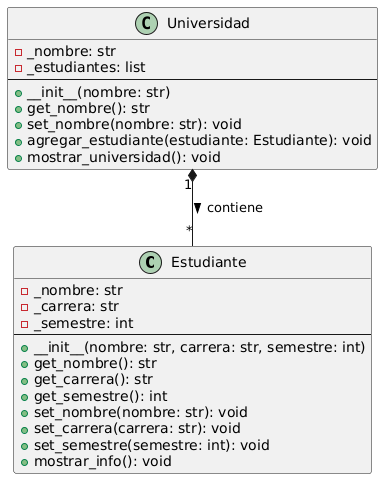 C Universidad
_nombre: str
_estudiantes: list
__init__(nombre: str)
get_nombre(): str
set_nombre(nombre: str): void
agregar_estudiante(estudiante: Estudiante): void
mostrar_universidad(): void
1
contiene
*
C Estudiante
_nombre: str
_carrera: str
_semestre: int
__init__(nombre: str, carrera: str, semestre: int)
get_nombre(): str
get_carrera(): str
get_semestre(): int
set_nombre(nombre: str): void
set_carrera(carrera: str): void
set_semestre(semestre: int): void
mostrar_info(): void